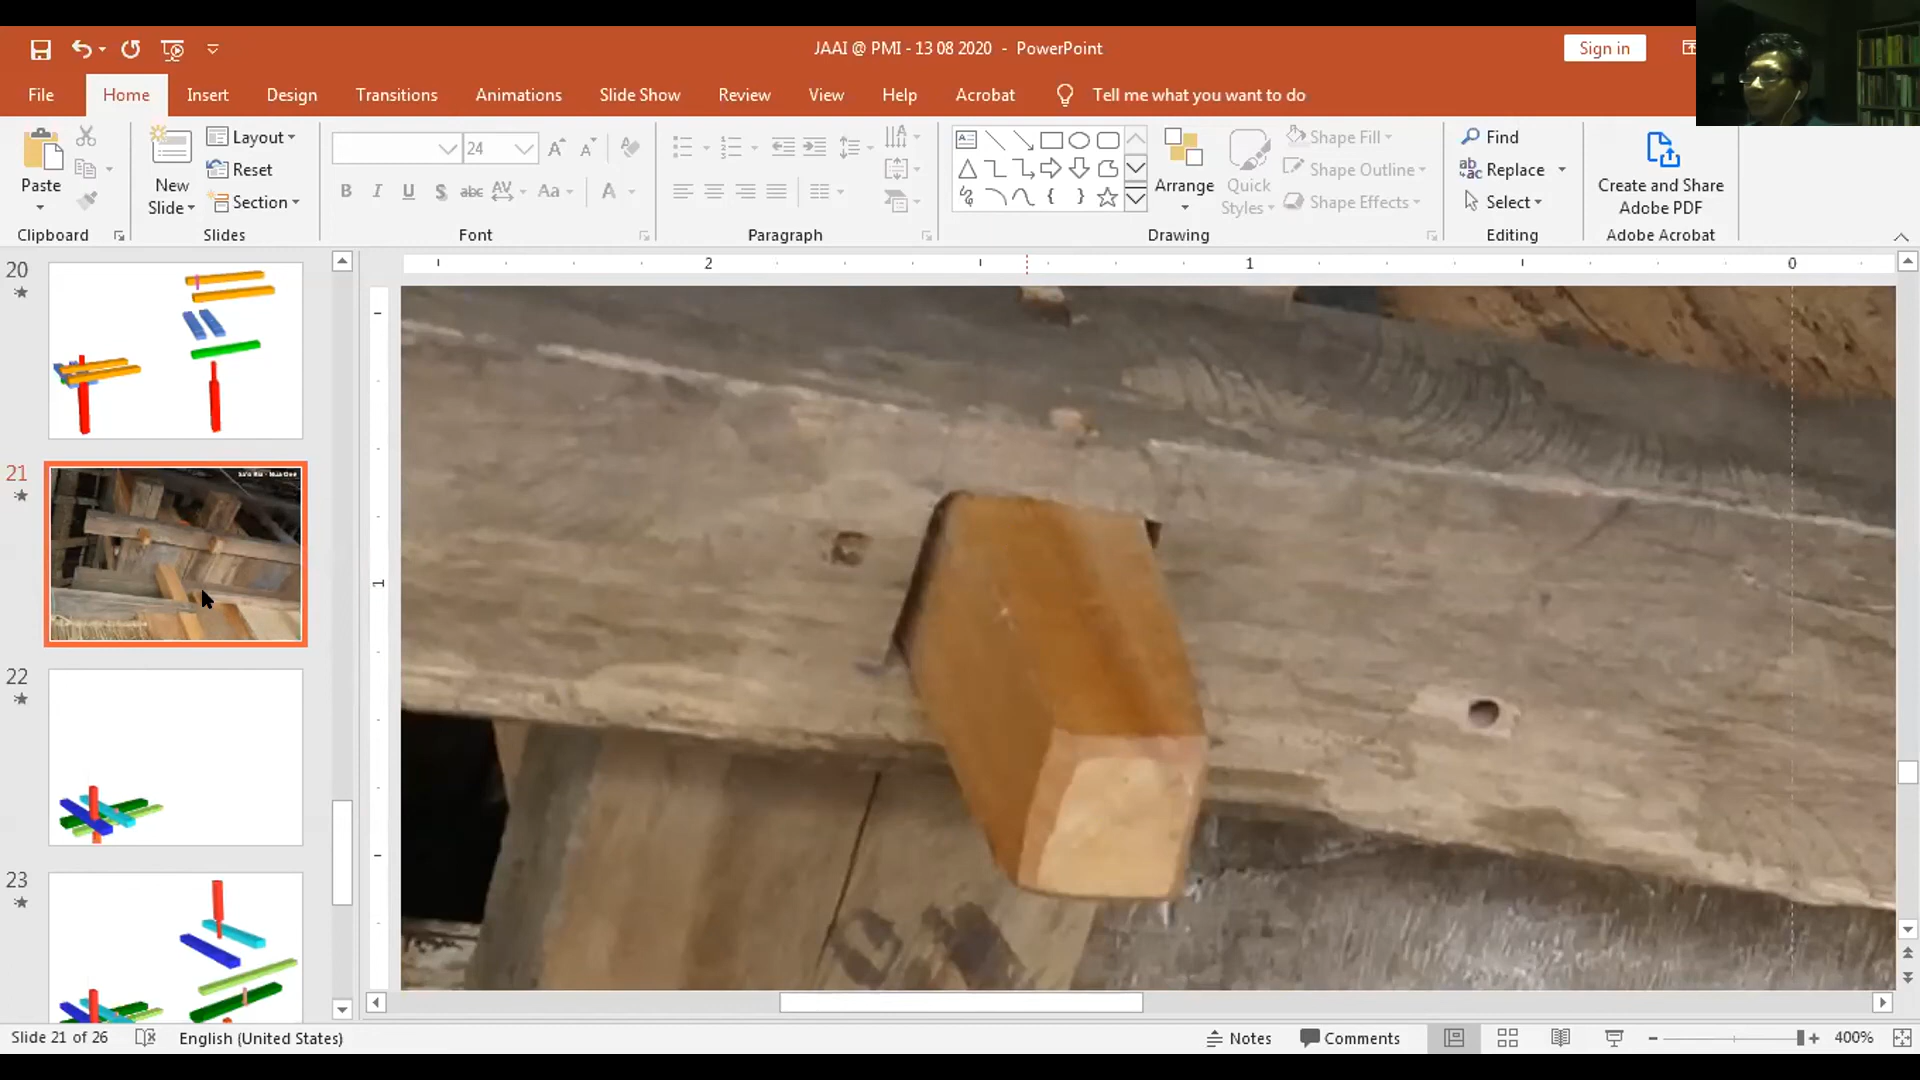 JAAI @ PMI - 13 08 2020 - PowerPoint
Sign in
File Home Insert Design Transitions Animations Slide Show Review View Help Acrobat Tell me what you want to do
Paste
Clipboard
New Slide
Layout
Reset
Section
Slides
24
B I U S abc AV Aa A
Font
Paragraph
Arrange
Quick Styles
Shape Fill
Shape Outline
Shape Effects
Drawing
Find
Replace
Select
Editing
Create and Share Adobe PDF
Adobe Acrobat
2 1 0
1
20
21
22
23
Slide 21 of 26 English (United States) Notes Comments 400%